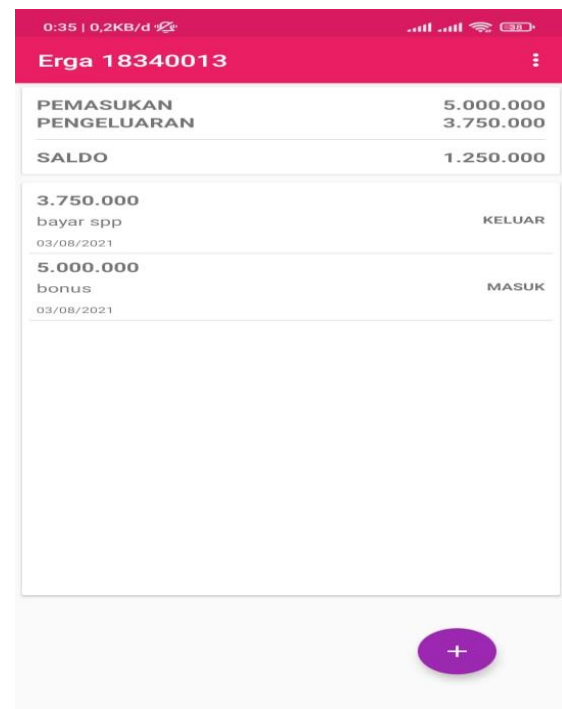 0:35 | 0,2KB/d
Erga 18340013
PEMASUKAN 5.000.000
PENGELUARAN 3.750.000
SALDO 1.250.000
3.750.000
bayar spp KELUAR
03/08/2021
5.000.000
bonus MASUK
03/08/2021
+